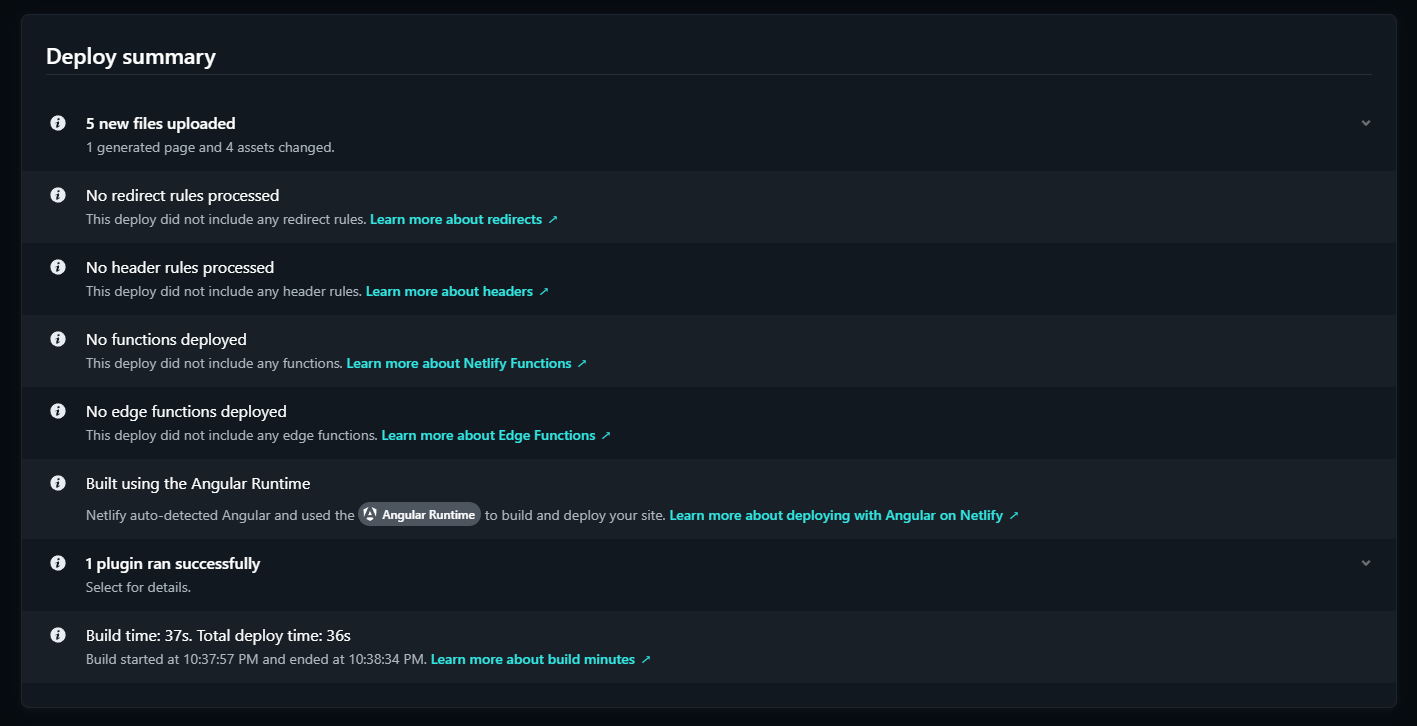 Deploy summary
5 new files uploaded
1 generated page and 4 assets changed.
No redirect rules processed
This deploy did not include any redirect rules. Learn more about redirects ↗
No header rules processed
This deploy did not include any header rules. Learn more about headers ↗
No functions deployed
This deploy did not include any functions. Learn more about Netlify Functions ↗
No edge functions deployed
This deploy did not include any edge functions. Learn more about Edge Functions ↗
Built using the Angular Runtime
Netlify auto-detected Angular and used the Angular Runtime to build and deploy your site. Learn more about deploying with Angular on Netlify ↗
1 plugin ran successfully
Select for details.
Build time: 37s. Total deploy time: 36s
Build started at 10:37:57 PM and ended at 10:38:34 PM. Learn more about build minutes ↗